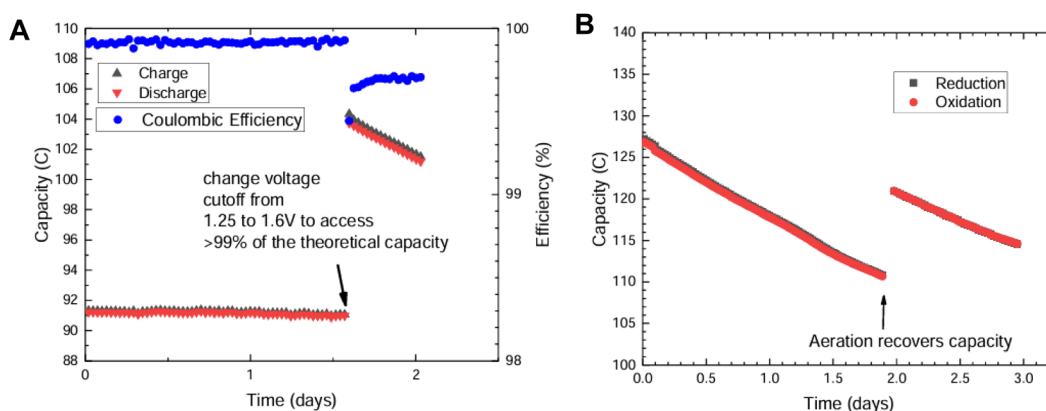 A
110
108
106
104
102
100
98
96
94
92
90
88
Capacity (C)
0
1
2
Time (days)
100
99
98
Efficiency (%)
Charge
Discharge
Coulombic Efficiency
change voltage
cutoff from
1.25 to 1.6V to access
>99% of the theoretical capacity
B
140
135
130
125
120
115
110
105
100
Capacity (C)
0.0
0.5
1.0
1.5
2.0
2.5
3.0
Time (days)
Reduction
Oxidation
Aeration recovers capacity